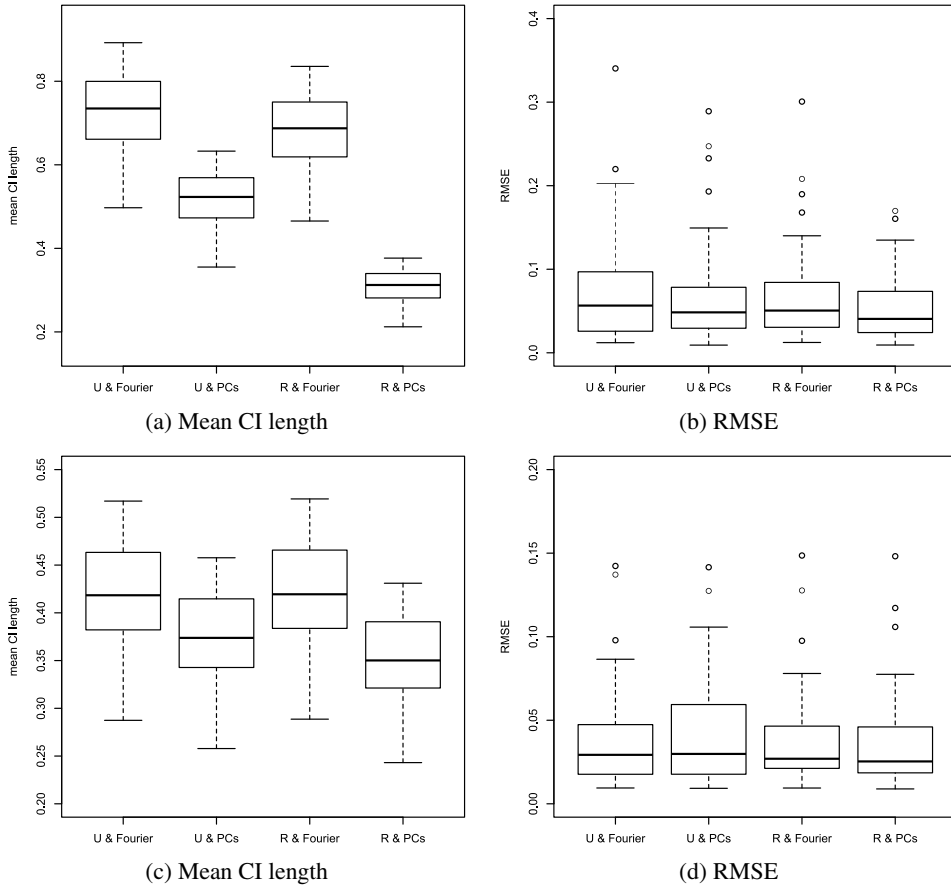 mean CI length
0.2 0.4 0.6 0.8
U & Fourier U & PCs R & Fourier R & PCs
(a) Mean CI length
RMSE
0.0 0.1 0.2 0.3 0.4
U & Fourier U & PCs R & Fourier R & PCs
(b) RMSE
mean CI length
0.20 0.25 0.30 0.35 0.40 0.45 0.50 0.55
U & Fourier U & PCs R & Fourier R & PCs
(c) Mean CI length
RMSE
0.00 0.05 0.10 0.15 0.20
U & Fourier U & PCs R & Fourier R & PCs
(d) RMSE